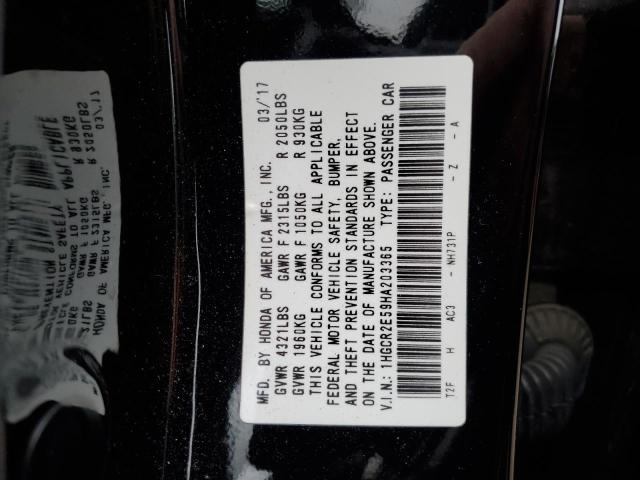 MFD. BY HONDA OF AMERICA MFG., INC. 03/17
GVWR 4321LBS GAWR F 2315LBS R 2050LBS
GVWR 1960KG GAWR F 1050KG R 930KG
THIS VEHICLE CONFORMS TO ALL APPLICABLE
FEDERAL MOTOR VEHICLE SAFETY, BUMPER,
AND THEFT PREVENTION STANDARDS IN EFFECT
ON THE DATE OF MANUFACTURE SHOWN ABOVE.
V.I.N.: 1HGCR2E59HA203365 TYPE: PASSENGER CAR
T2F H AC3 - NH731P - Z - A